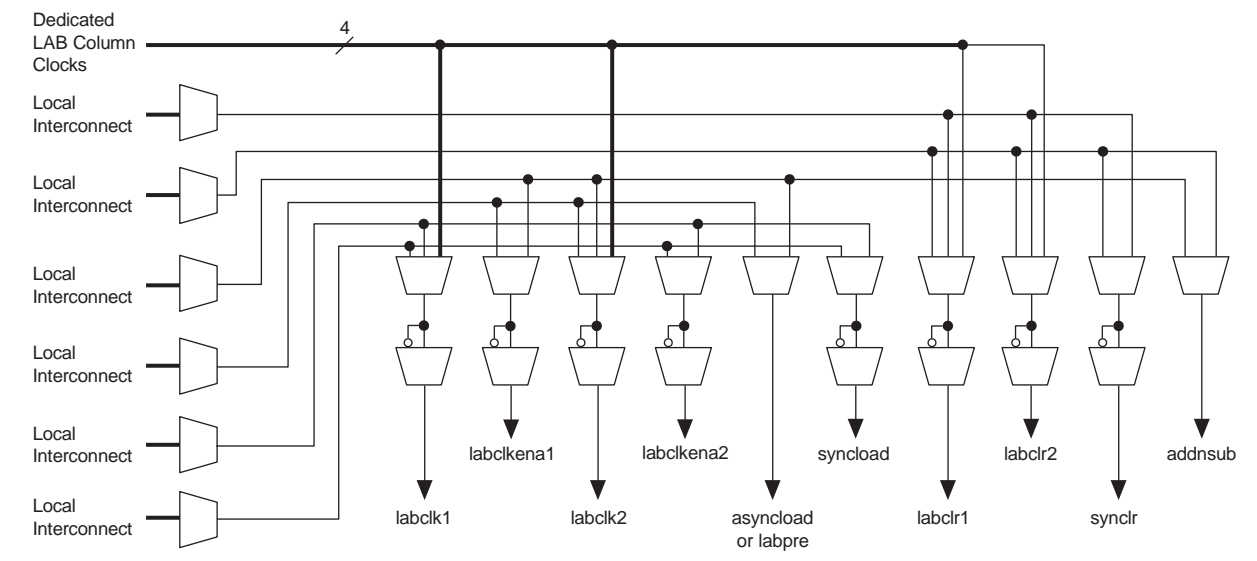 Dedicated
LAB Column
Clocks
4
Local
Interconnect
Local
Interconnect
Local
Interconnect
Local
Interconnect
Local
Interconnect
Local
Interconnect
labclkena1
labclkena2
syncload
labclr2
addnsub
labclk1
labclk2
asyncload
or labpre
labclr1
synclr